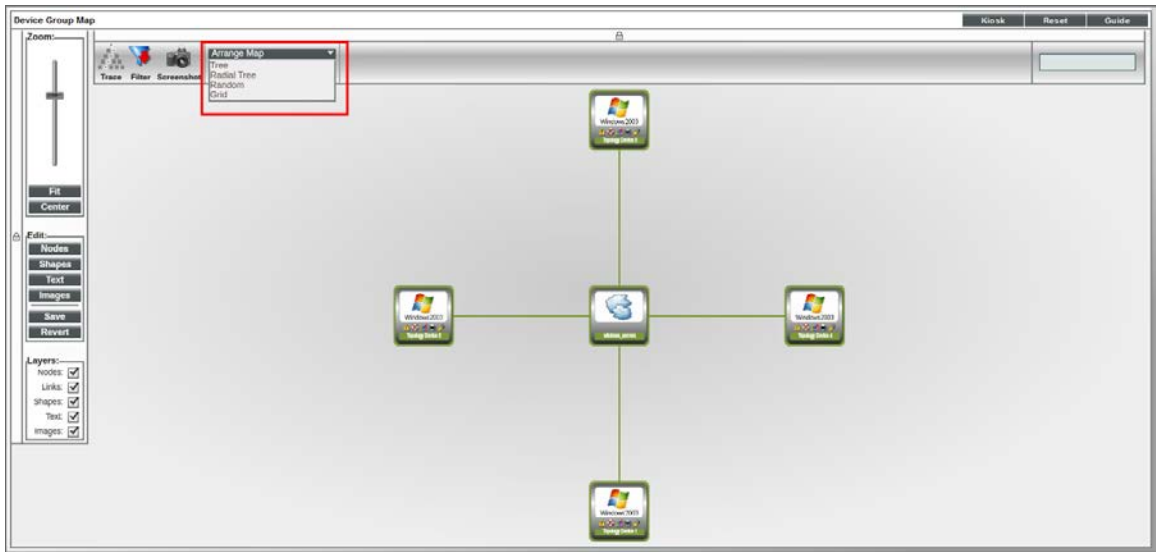 Device Group Map
Kiosk Reset Guide
Zoom:
Trace Filter Screenshot
Arrange Map
Tree
Radial Tree
Random
Grid
Fit
Center
Edit:
Nodes
Shapes
Text
Images
Save
Revert
Layers:
Nodes:
Links:
Shapes:
Text:
Images:
Windows 2003
Windows 2003
Windows 2003
Windows 2003